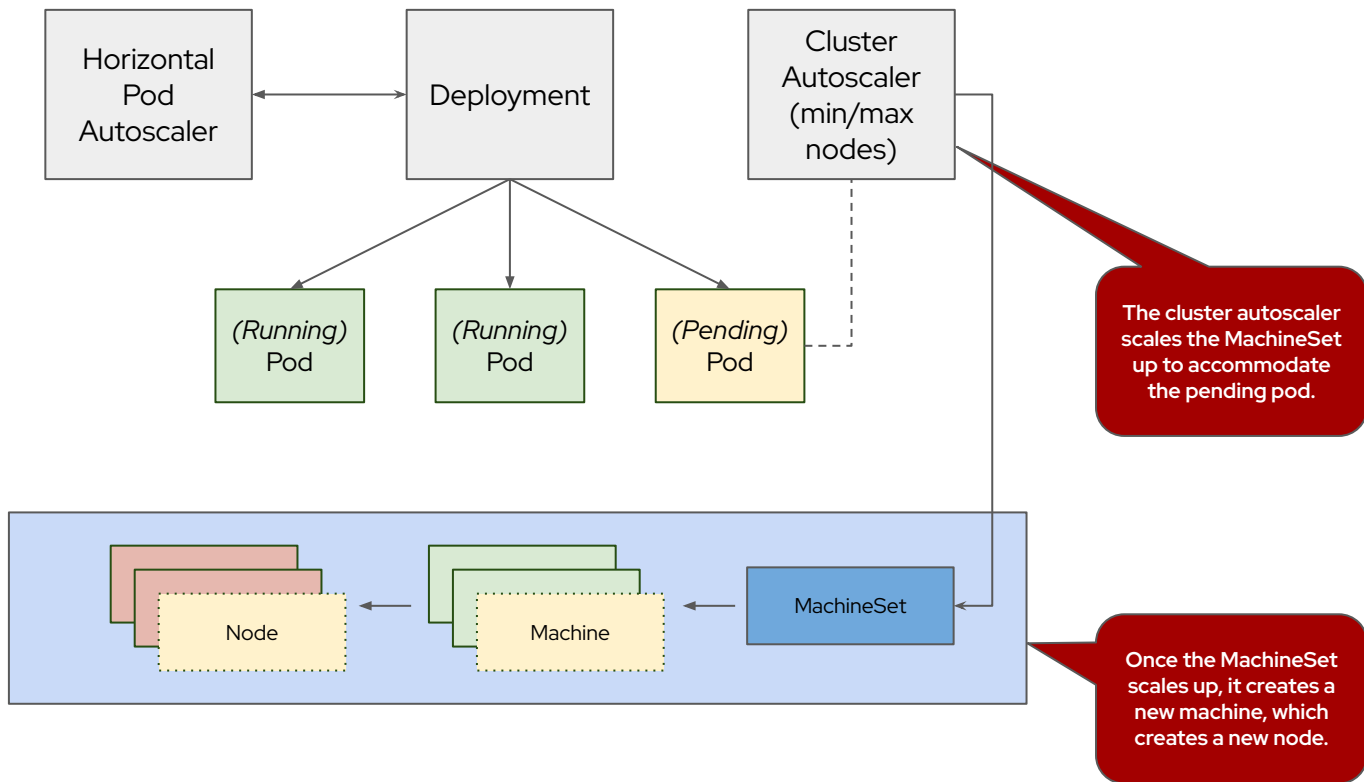 Horizontal
Pod
Autoscaler
Deployment
Cluster
Autoscaler
(min/max
nodes)
(Running)
Pod
(Running)
Pod
(Pending)
Pod
The cluster autoscaler
scales the MachineSet
up to accommodate
the pending pod.
Node
Machine
MachineSet
Once the MachineSet
scales up, it creates a
new machine, which
creates a new node.